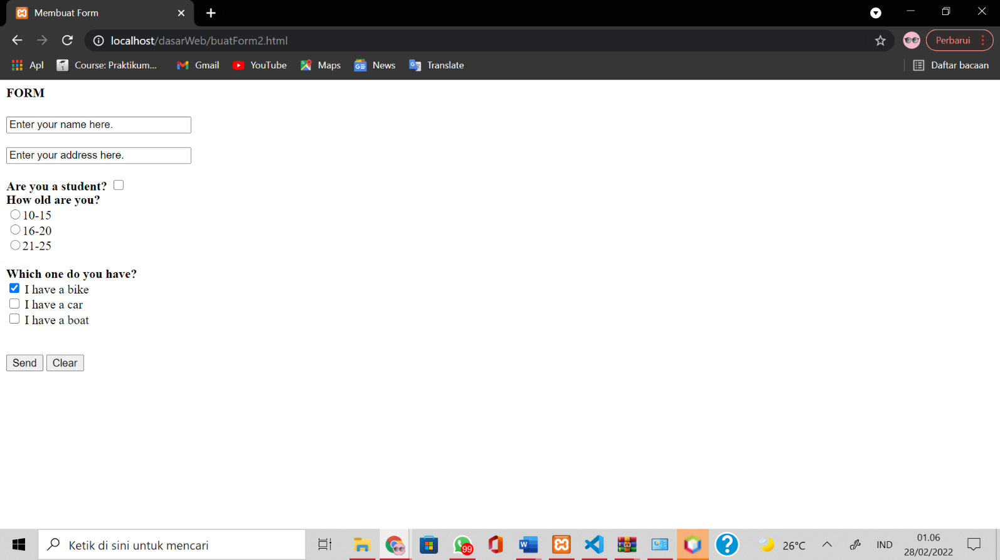 Membuat Form
localhost/dasarWeb/buatForm2.html
Perbarui
Apl Course: Praktikum... Gmail YouTube Maps News Translate Daftar bacaan
FORM
Enter your name here.
Enter your address here.
Are you a student?
How old are you?
10-15
16-20
21-25
Which one do you have?
I have a bike
I have a car
I have a boat
Send Clear
Ketik di sini untuk mencari
99
26°C
IND
01.06
28/02/2022